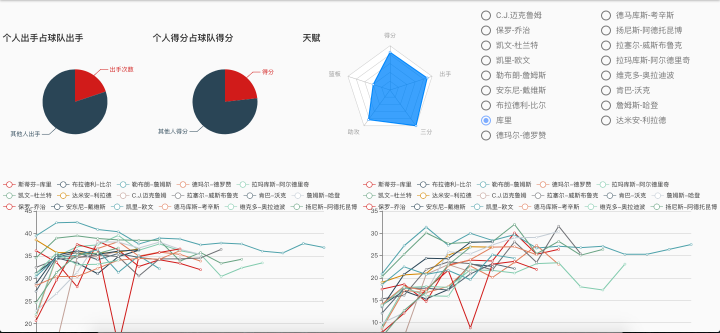 个人出手占球队出手
个人得分占球队得分
天赋
出手次数
其他人出手
得分
其他人得分
得分
出手
三分
助攻
篮板
C.J.迈克鲁姆
保罗-乔治
凯文-杜兰特
凯里-欧文
勒布朗-詹姆斯
安东尼-戴维斯
布拉德利-比尔
库里
德玛尔-德罗赞
德马库斯-考辛斯
扬尼斯-阿德托昆博
拉塞尔-威斯布鲁克
拉玛库斯-阿尔德里奇
维克多-奥拉迪波
肯巴-沃克
詹姆斯-哈登
达米安-利拉德
斯蒂芬-库里 布拉德利-比尔 勒布朗-詹姆斯 德玛尔-德罗赞 拉玛库斯-阿尔德里奇
凯文-杜兰特 达米安-利拉德 C.J.迈克鲁姆 拉塞尔-威斯布鲁克 肯巴-沃克 詹姆斯-哈登
保罗-乔治 安东尼-戴维斯 凯里-欧文 德马库斯-考辛斯 维克多-奥拉迪波 扬尼斯-阿德托昆博
45
40
35
30
25
20
斯蒂芬-库里 布拉德利-比尔 勒布朗-詹姆斯 德玛尔-德罗赞 拉玛库斯-阿尔德里奇
凯文-杜兰特 达米安-利拉德 C.J.迈克鲁姆 拉塞尔-威斯布鲁克 肯巴-沃克 詹姆斯-哈登
保罗-乔治 安东尼-戴维斯 凯里-欧文 德马库斯-考辛斯 维克多-奥拉迪波 扬尼斯-阿德托昆博
35
30
25
20
15
10